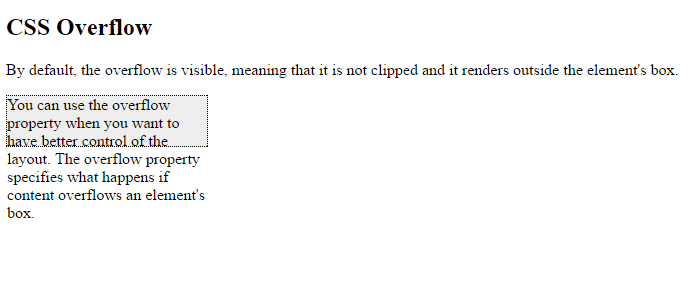 CSS Overflow
By default, the overflow is visible, meaning that it is not clipped and it renders outside the element's box.
You can use the overflow
property when you want to
have better control of the
layout. The overflow property
specifies what happens if
content overflows an element's
box.